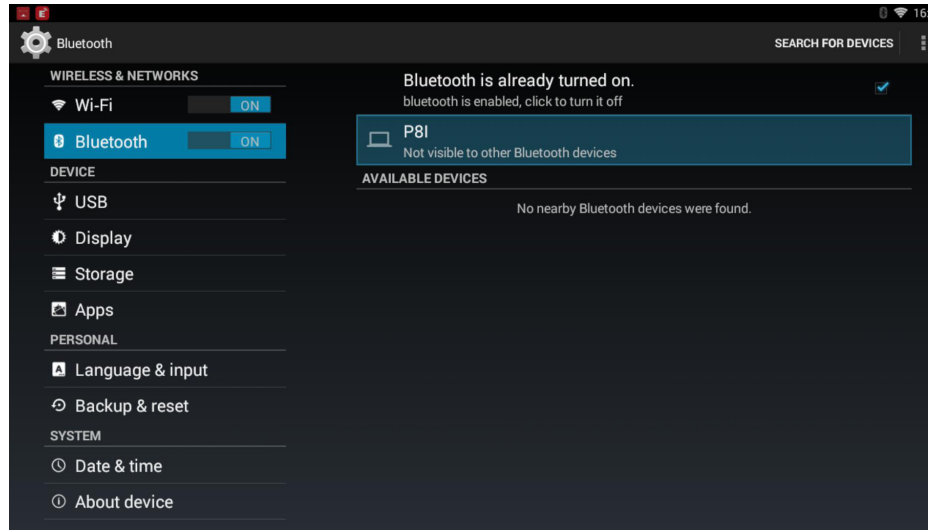 E
16:
Bluetooth
SEARCH FOR DEVICES
WIRELESS & NETWORKS
Wi-Fi ON
Bluetooth ON
DEVICE
USB
Display
Storage
Apps
PERSONAL
A Language & input
Backup & reset
SYSTEM
Date & time
About device
Bluetooth is already turned on.
bluetooth is enabled, click to turn it off
P8I
Not visible to other Bluetooth devices
AVAILABLE DEVICES
No nearby Bluetooth devices were found.